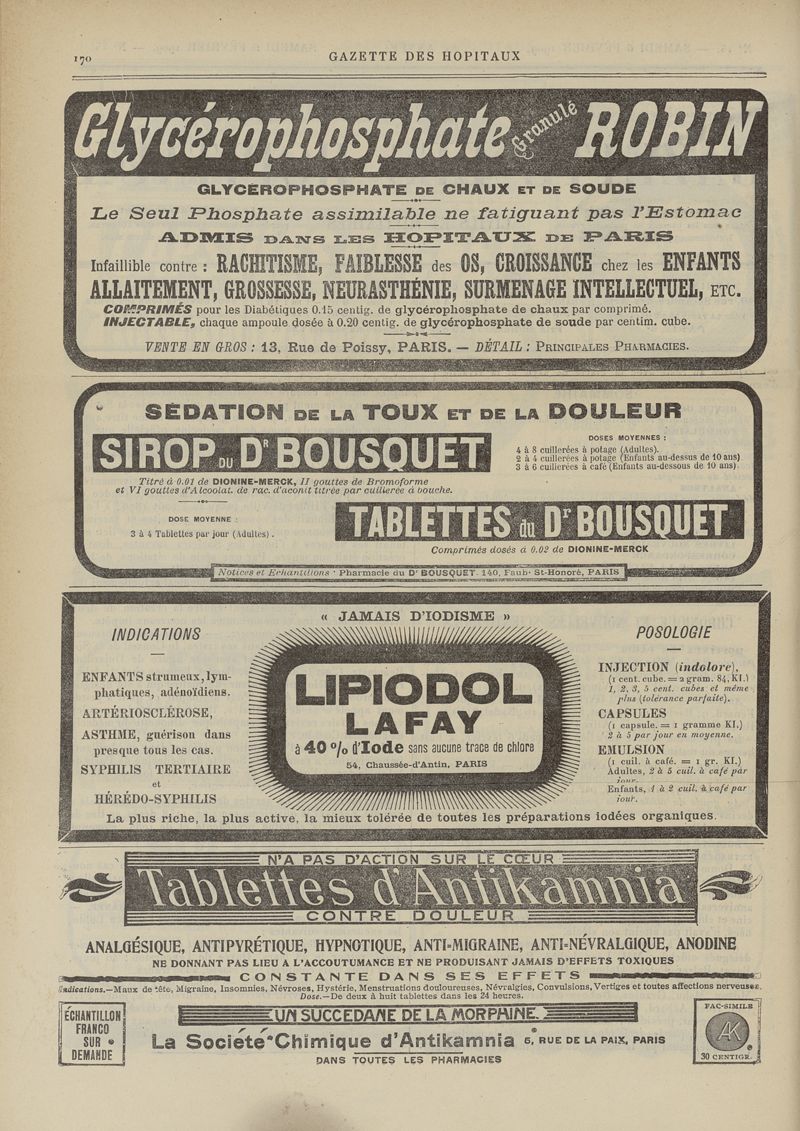 170
GAZETTE DES HOPITAUX
Glycérophosphate Granulé ROBIN
GLYCÉROPHOSPHATE DE CHAUX ET DE SOUDE
Le Seul Phosphate assimilable ne fatiguant pas l'Estomac
ADMIS DANS LES HOPITAUX DE PARIS
Infaillible contre : RACHITISME, FAIBLESSE des OS, CROISSANCE chez les ENFANTS
ALLAITEMENT, GROSSESSE, NEURASTHÉNIE, SURMENAGE INTELLECTUEL, ETC.
COMPRIMÉS pour les Diabétiques 0.15 centig. de glycérophosphate de chaux par comprimé.
INJECTABLE, chaque ampoule dosée à 0.20 centig. de glycérophosphate de soude par centim. cube.
VENTE EN GROS : 13, Rue de Poissy, PARIS. — DÉTAIL : PRINCIPALES PHARMACIES.
SÉDATION DE LA TOUX ET DE LA DOULEUR
SIROP DU Dr BOUSQUET
DOSES MOYENNES :
4 à 8 cuillerées à potage (Adultes).
2 à 4 cuillerées à potage (Enfants au-dessus de 10 ans)
3 à 6 cuillerées à café (Enfants au-dessous de 10 ans).
Titré à 0.01 de DIONINE-MERCK, II gouttes de Bromoforme
et VI gouttes d'Alcoolat. de rac. d'aconit titrée par cuillerée à bouche.
DOSE MOYENNE :
3 à 4 Tablettes par jour (Adultes).
TABLETTES du Dr BOUSQUET
Comprimés dosés à 0.02 de DIONINE-MERCK
Notices et Echantillons : Pharmacie du Dr BOUSQUET. 140, Faubg St-Honoré, PARIS
« JAMAIS D'IODISME »
INDICATIONS
ENFANTS strumeux, lym-
phatiques, adénoïdiens.
ARTÉRIOSCLÉROSE,
ASTHME, guérison dans
presque tous les cas.
SYPHILIS TERTIAIRE
et
HÉRÉDO-SYPHILIS
LIPIODOL
LAFAY
à 40 % d'Iode sans aucune trace de chlore
54, Chaussée-d'Antin, PARIS
POSOLOGIE
INJECTION (indolore),
(1 cent. cube. = 2 gram. 84, KI.)
1, 2, 3, 5 cent. cubes et même
plus (tolérance parfaite).
CAPSULES
(1 capsule. = 1 gramme KI.)
2 à 5 par jour en moyenne.
EMULSION
(1 cuil. à café. = 1 gr. KI.)
Adultes, 2 à 5 cuil. à café par
jour.
Enfants, 1 à 2 cuil. à café par
jour.
La plus riche, la plus active, la mieux tolérée de toutes les préparations iodées organiques.
N'A PAS D'ACTION SUR LE CŒUR
Tablettes d'Antikamnia
CONTRE DOULEUR
ANALGÉSIQUE, ANTIPYRÉTIQUE, HYPNOTIQUE, ANTI-MIGRAINE, ANTI-NÉVRALGIQUE, ANODINE
NE DONNANT PAS LIEU A L'ACCOUTUMANCE ET NE PRODUISANT JAMAIS D'EFFETS TOXIQUES
CONSTANTE DANS SES EFFETS
Indications.—Maux de tête, Migraine, Insomnies, Névroses, Hystérie, Menstruations douloureuses, Névralgies, Convulsions, Vertiges et toutes affections nerveuses.
Dose.—De deux à huit tablettes dans les 24 heures.
ÉCHANTILLON
FRANCO
SUR
DEMANDE
UN SUCCÉDANÉ DE LA MORPHINE.
La Société Chimique d'Antikamnia 5, RUE DE LA PAIX, PARIS
DANS TOUTES LES PHARMACIES
FAC-SIMILE
AK
30 CENTIGR.